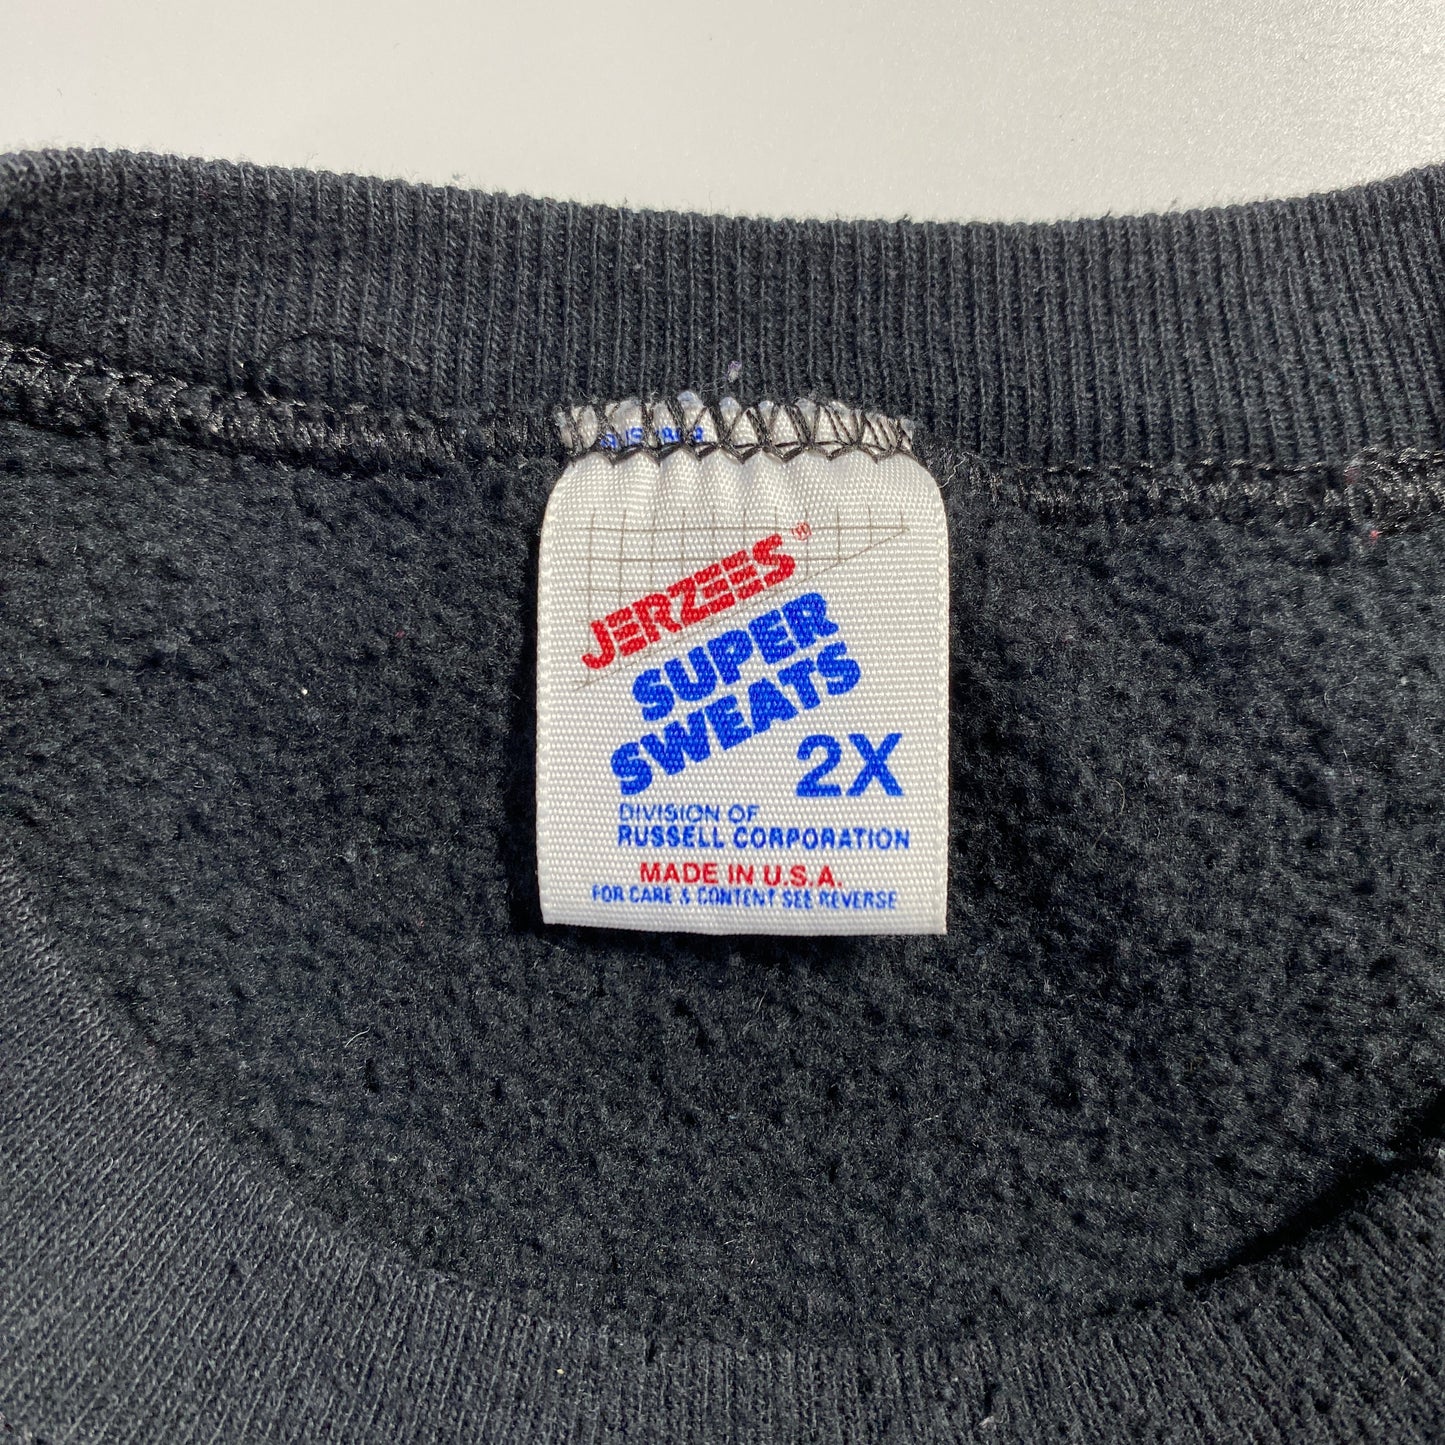 JERZEES®
SUPER
SWEATS
2X
DIVISION OF
RUSSELL CORPORATION
MADE IN U.S.A.
FOR CARE & CONTENT SEE REVERSE